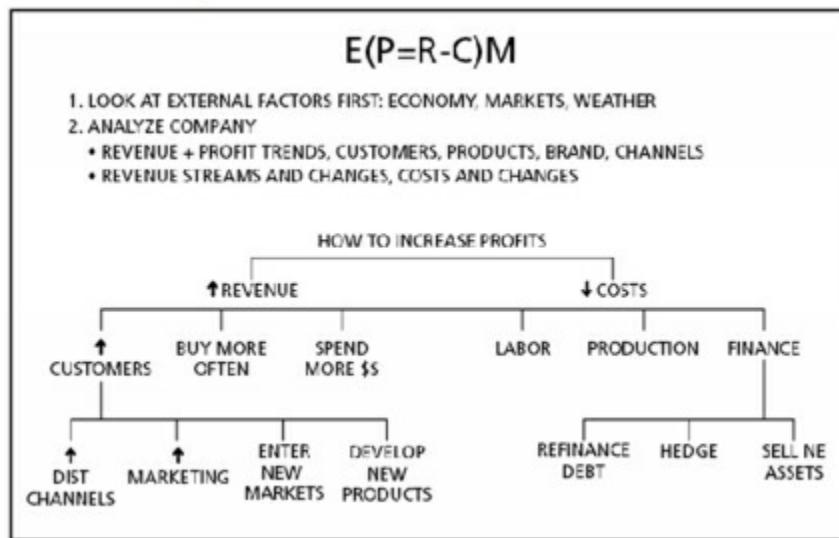 E(P=R-C)M
1. LOOK AT EXTERNAL FACTORS FIRST: ECONOMY, MARKETS, WEATHER
2. ANALYZE COMPANY
• REVENUE + PROFIT TRENDS, CUSTOMERS, PRODUCTS, BRAND, CHANNELS
• REVENUE STREAMS AND CHANGES, COSTS AND CHANGES
HOW TO INCREASE PROFITS
↑ REVENUE
↓ COSTS
↑
CUSTOMERS
BUY MORE
OFTEN
SPEND
MORE $S
LABOR
PRODUCTION
FINANCE
↑
DIST
CHANNELS
↑
MARKETING
ENTER
NEW
MARKETS
DEVELOP
NEW
PRODUCTS
REFINANCE
DEBT
HEDGE
SELL NE
ASSETS